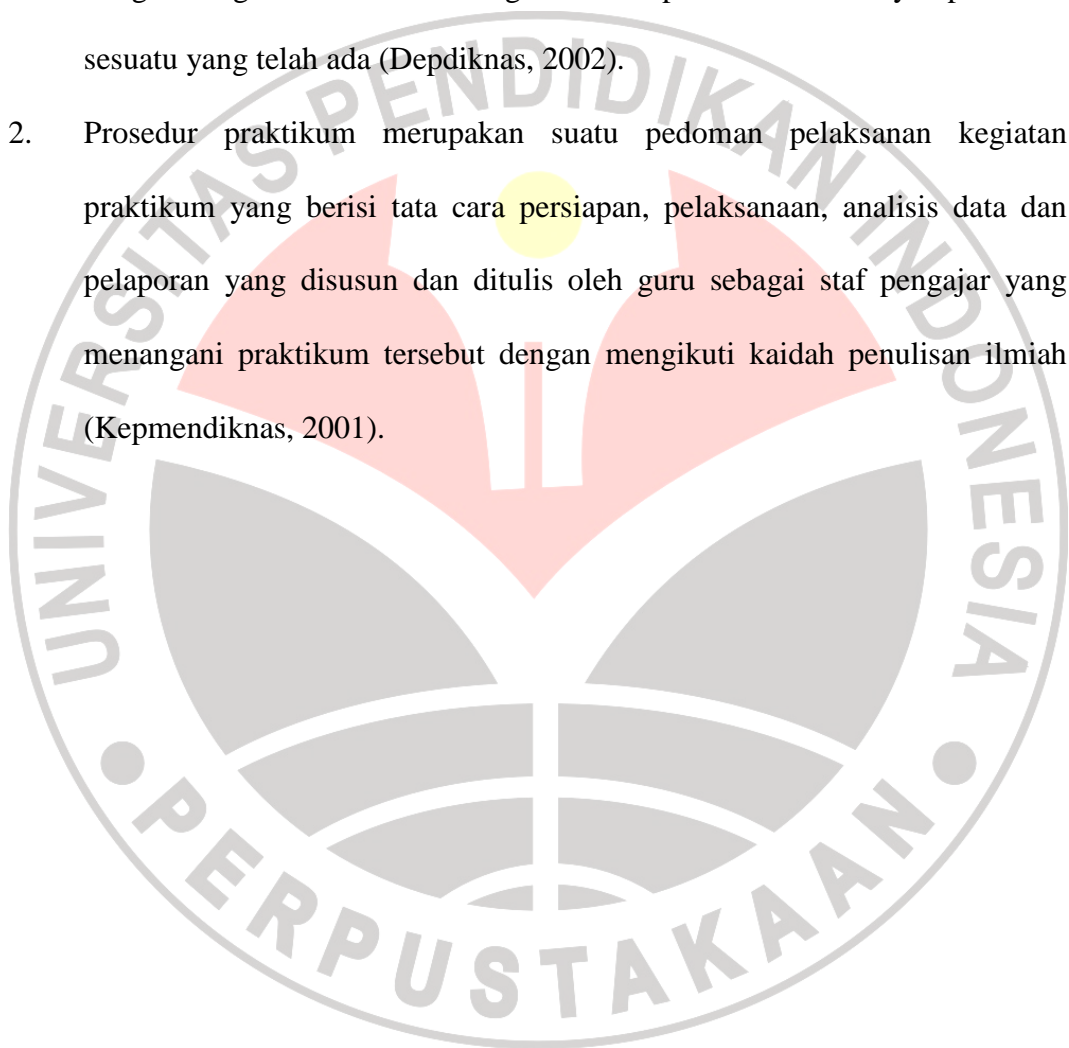 sesuatu yang telah ada (Depdiknas, 2002).
2. Prosedur praktikum merupakan suatu pedoman pelaksanan kegiatan
praktikum yang berisi tata cara persiapan, pelaksanaan, analisis data dan
pelaporan yang disusun dan ditulis oleh guru sebagai staf pengajar yang
menangani praktikum tersebut dengan mengikuti kaidah penulisan ilmiah
(Kepmendiknas, 2001).
UNIVERSITAS PENDIDIKAN INDONESIA
PERPUSTAKAAN